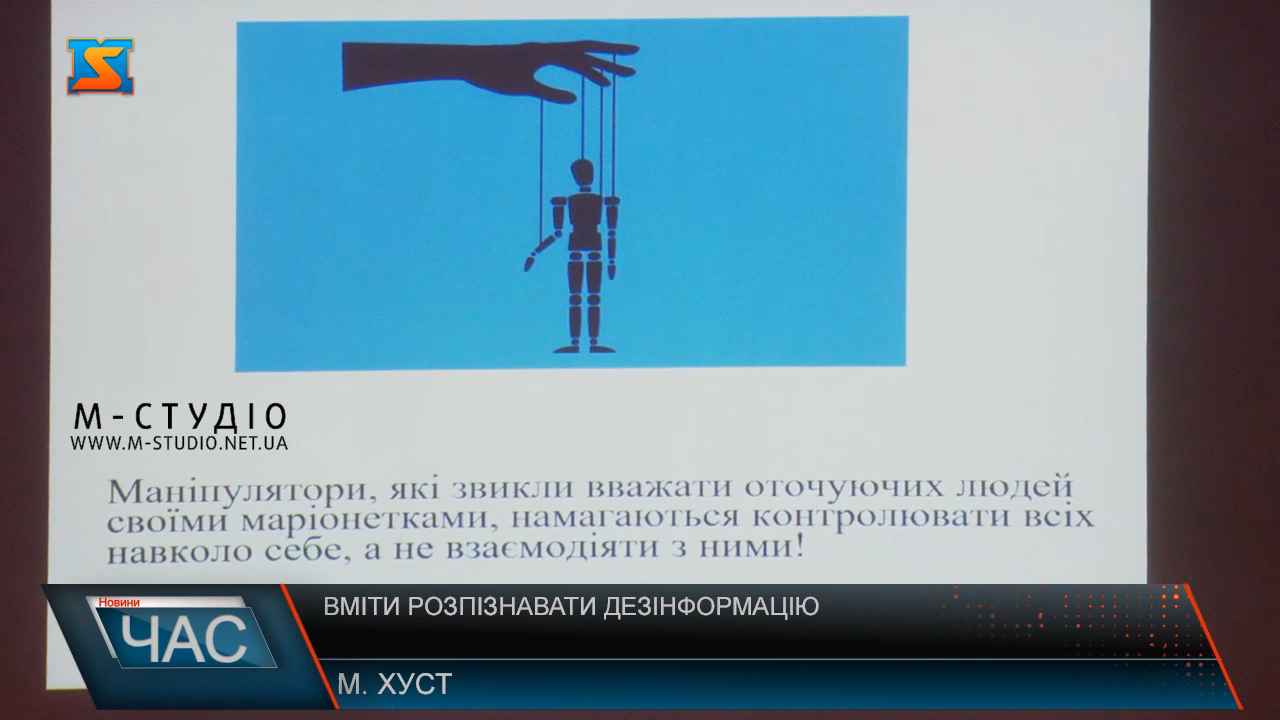 М-СТУДІО
WWW.M-STUDIO.NET.UA
Маніпулятори, які звикли вважати оточуючих людей
своїми маріонетками, намагаються контролювати всіх
навколо себе, а не взаємодіяти з ними!
Новини
ЧАС
ВМІТИ РОЗПІЗНАВАТИ ДЕЗІНФОРМАЦІЮ
М. ХУСТ